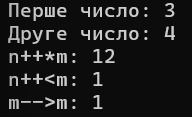 Перше число: 3
Друге число: 4
n++*m: 12
n++<m: 1
m-->m: 1